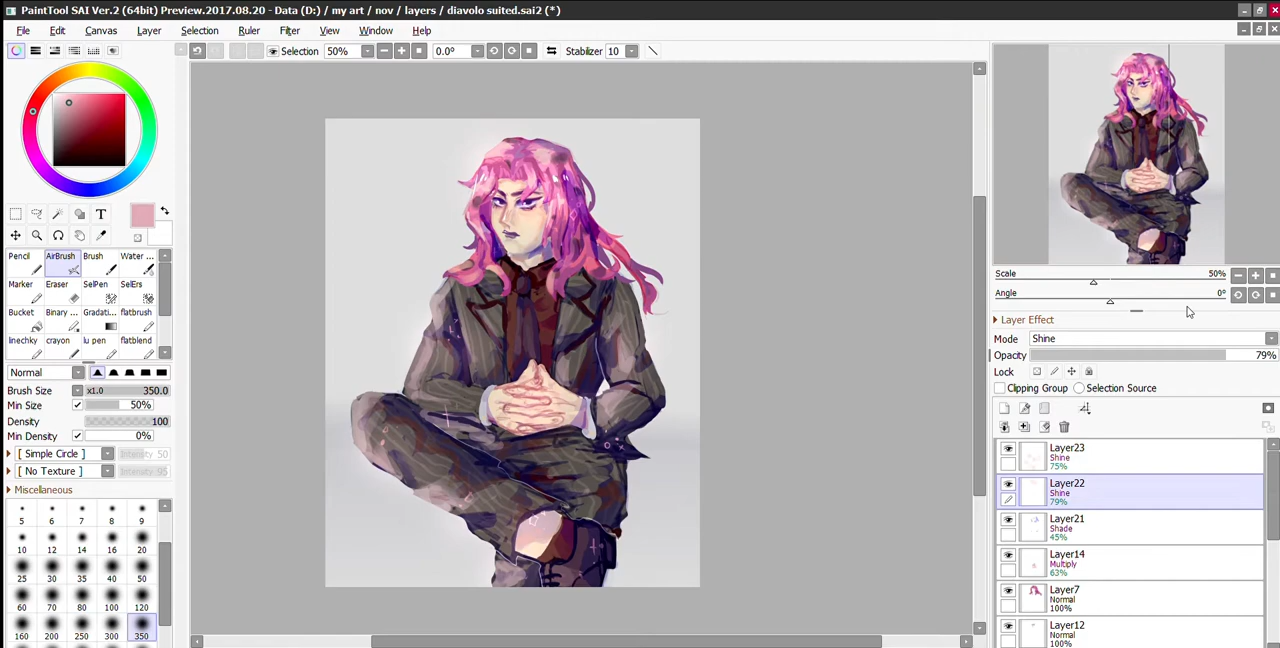 PaintTool SAI Ver.2 (64bit) Preview.2017.08.20 - Data (D:) / my art / nov / layers / diavolo suited.sai2 (*)
File Edit Canvas Layer Selection Ruler Filter View Window Help
Selection 50% 0.0° Stabilizer 10
T
Pencil AirBrush Brush Water ...
Marker Eraser SelPen SelErs
Bucket Binary ... Gradati... flatbrush
linechky crayon lu pen flatblend
Normal
Brush Size x1.0 350.0
Min Size 50%
Density 100
Min Density 0%
[ Simple Circle ] Intensity 50
[ No Texture ] Intensity 95
Miscellaneous
5 6 7 8 9
10 12 14 16 20
25 30 35 40 50
60 70 80 100 120
160 200 250 300 350
Scale 50%
Angle 0°
Layer Effect
Mode Shine
Opacity 79%
Lock
Clipping Group Selection Source
Layer23
Shine
75%
Layer22
Shine
79%
Layer21
Shade
45%
Layer14
Multiply
63%
Layer7
Normal
100%
Layer12
Normal
100%